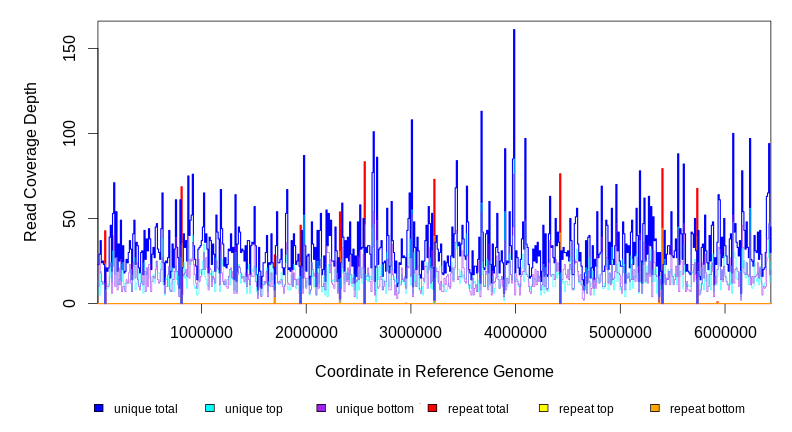 150
100
50
0
Read Coverage Depth
1000000 2000000 3000000 4000000 5000000 6000000
Coordinate in Reference Genome
unique total unique top unique bottom repeat total repeat top repeat bottom